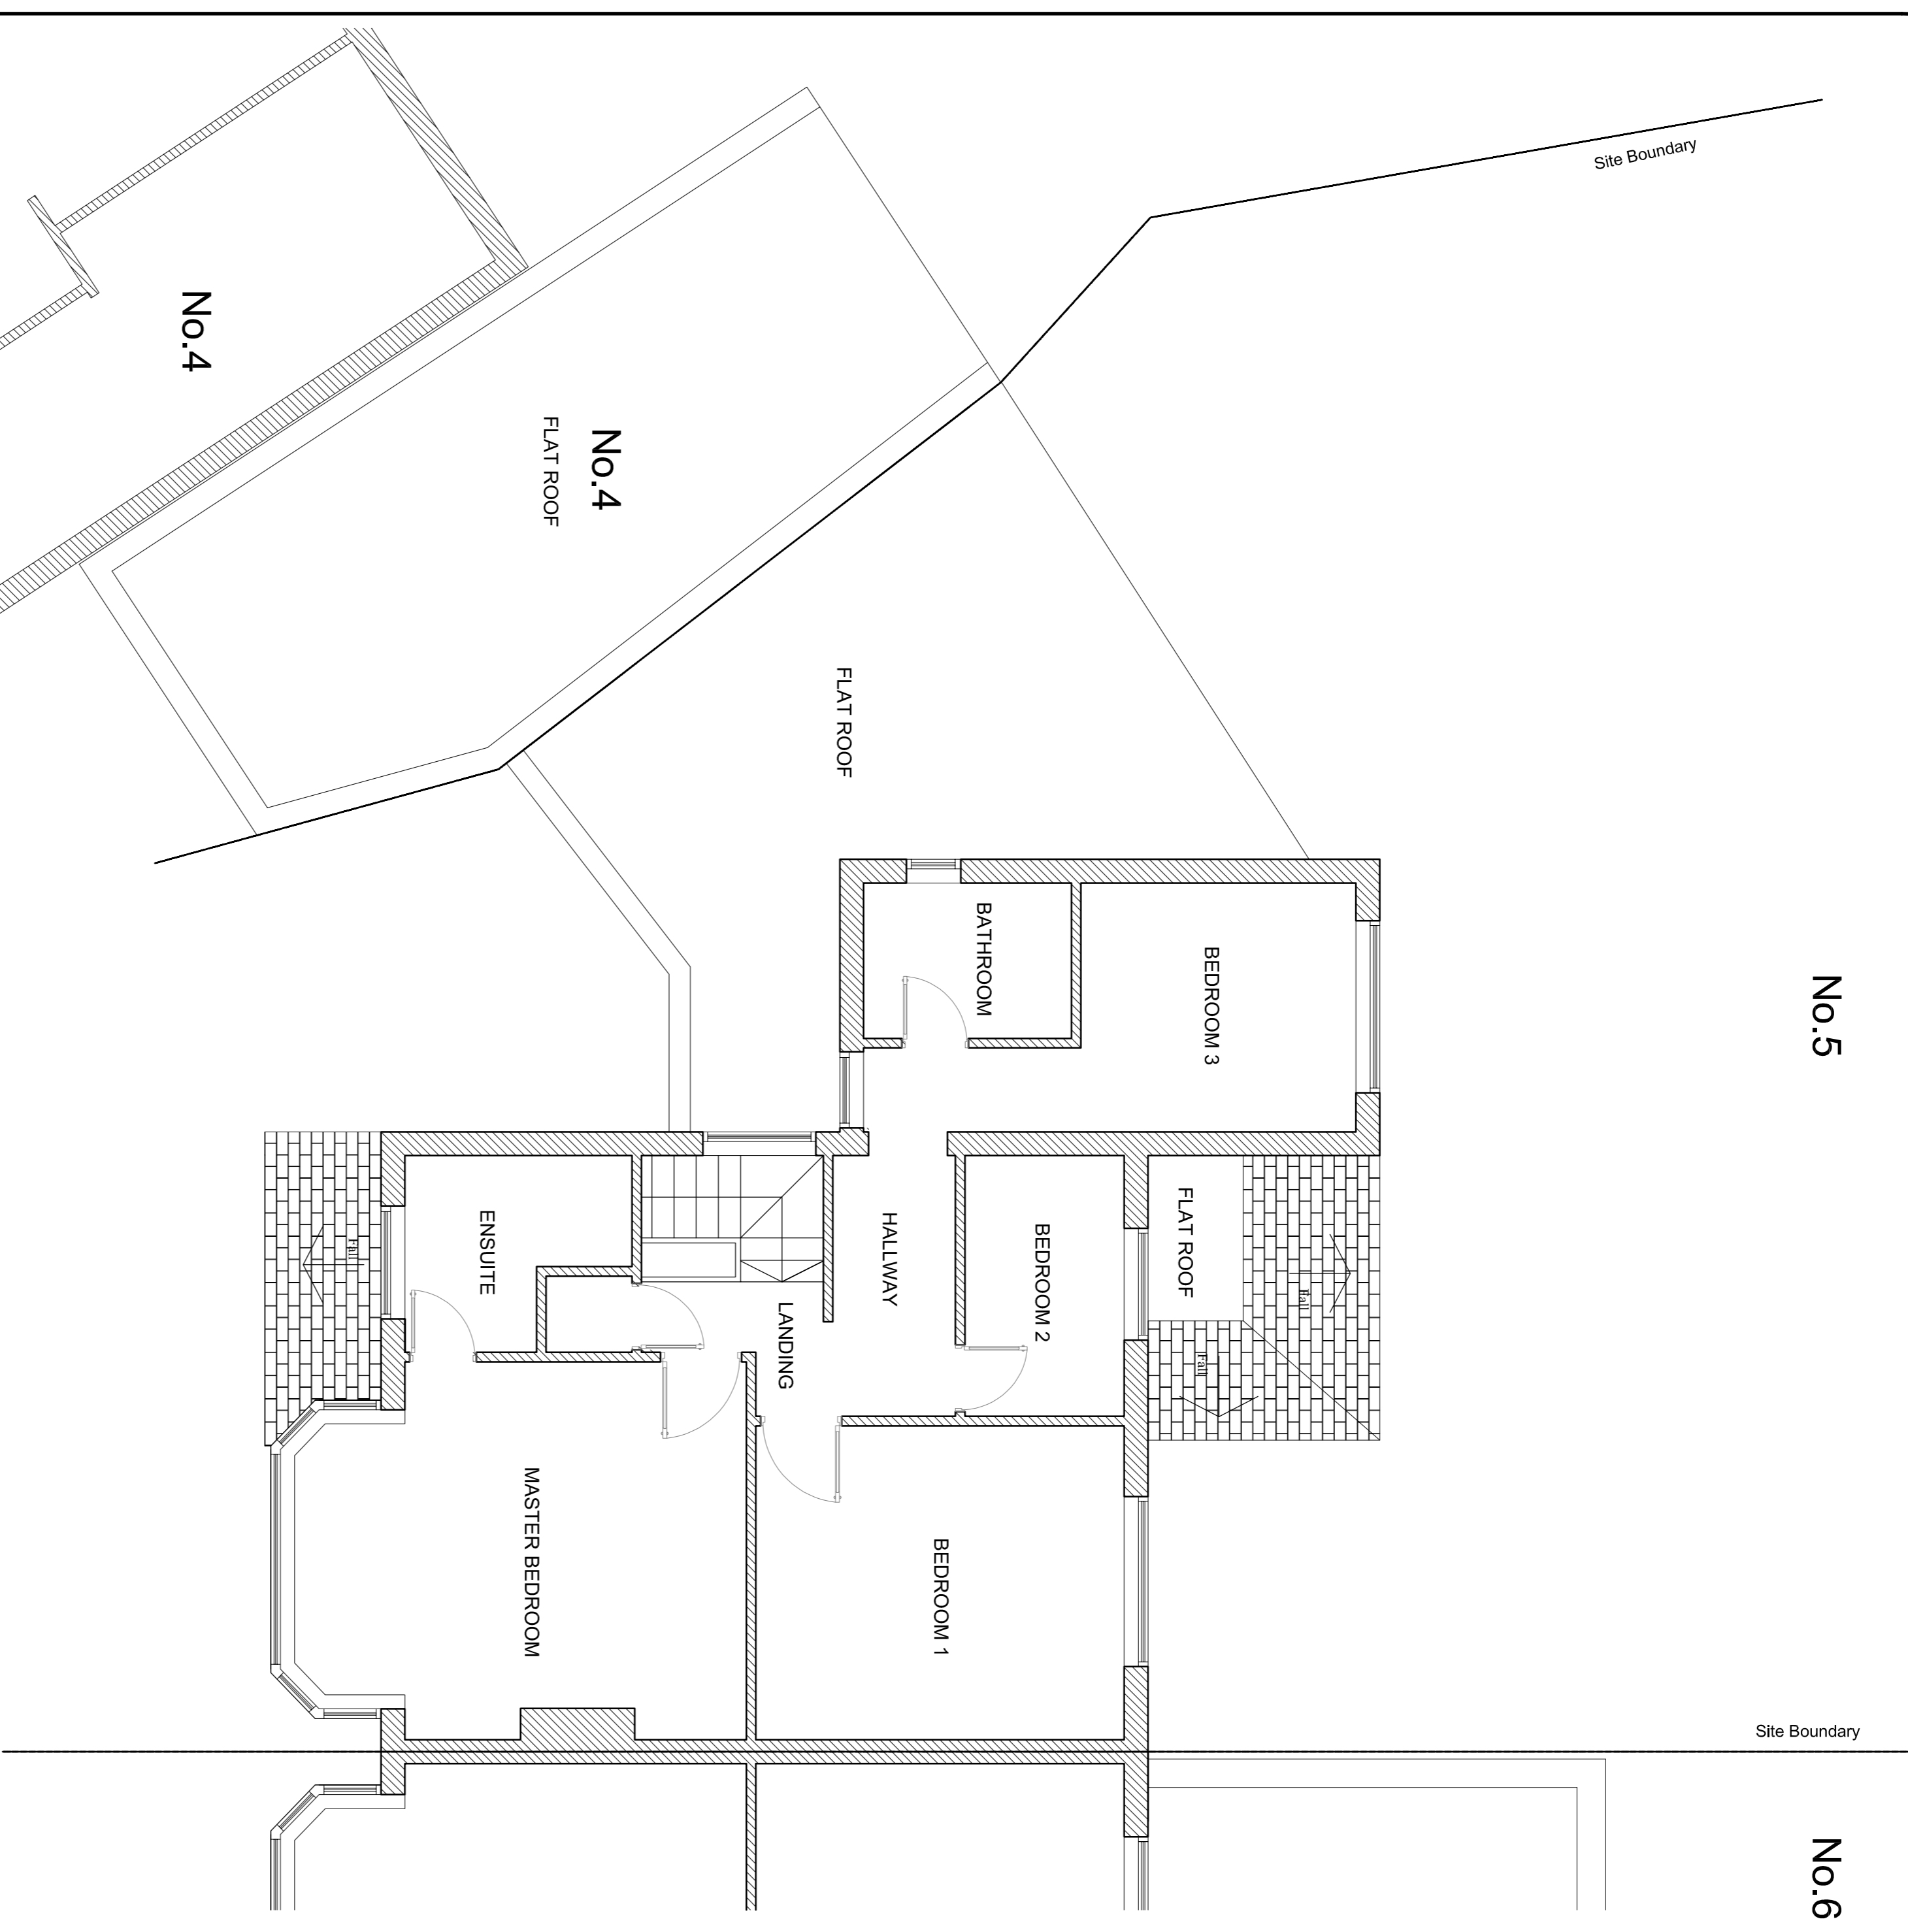 Site Boundary
No.4
No.4
FLAT ROOF
FLAT ROOF
No.5
BATHROOM
BEDROOM 3
ENSUITE
HALLWAY
BEDROOM 2
FLAT ROOF
Fall
Fall
Fall
LANDING
MASTER BEDROOM
BEDROOM 1
Site Boundary
No.6